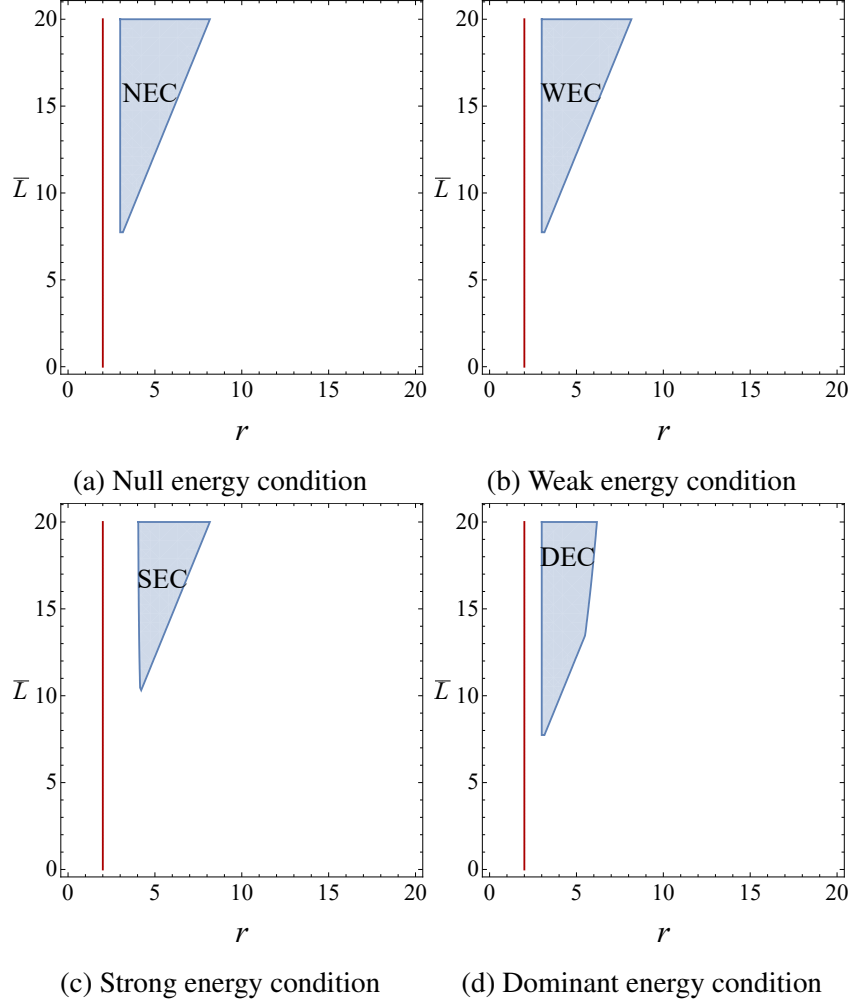 20
15
10
5
0
L̅
NEC
0 5 10 15 20
r
(a) Null energy condition
20
15
10
5
0
L̅
WEC
0 5 10 15 20
r
(b) Weak energy condition
20
15
10
5
0
L̅
SEC
0 5 10 15 20
r
(c) Strong energy condition
20
15
10
5
0
L̅
DEC
0 5 10 15 20
r
(d) Dominant energy condition